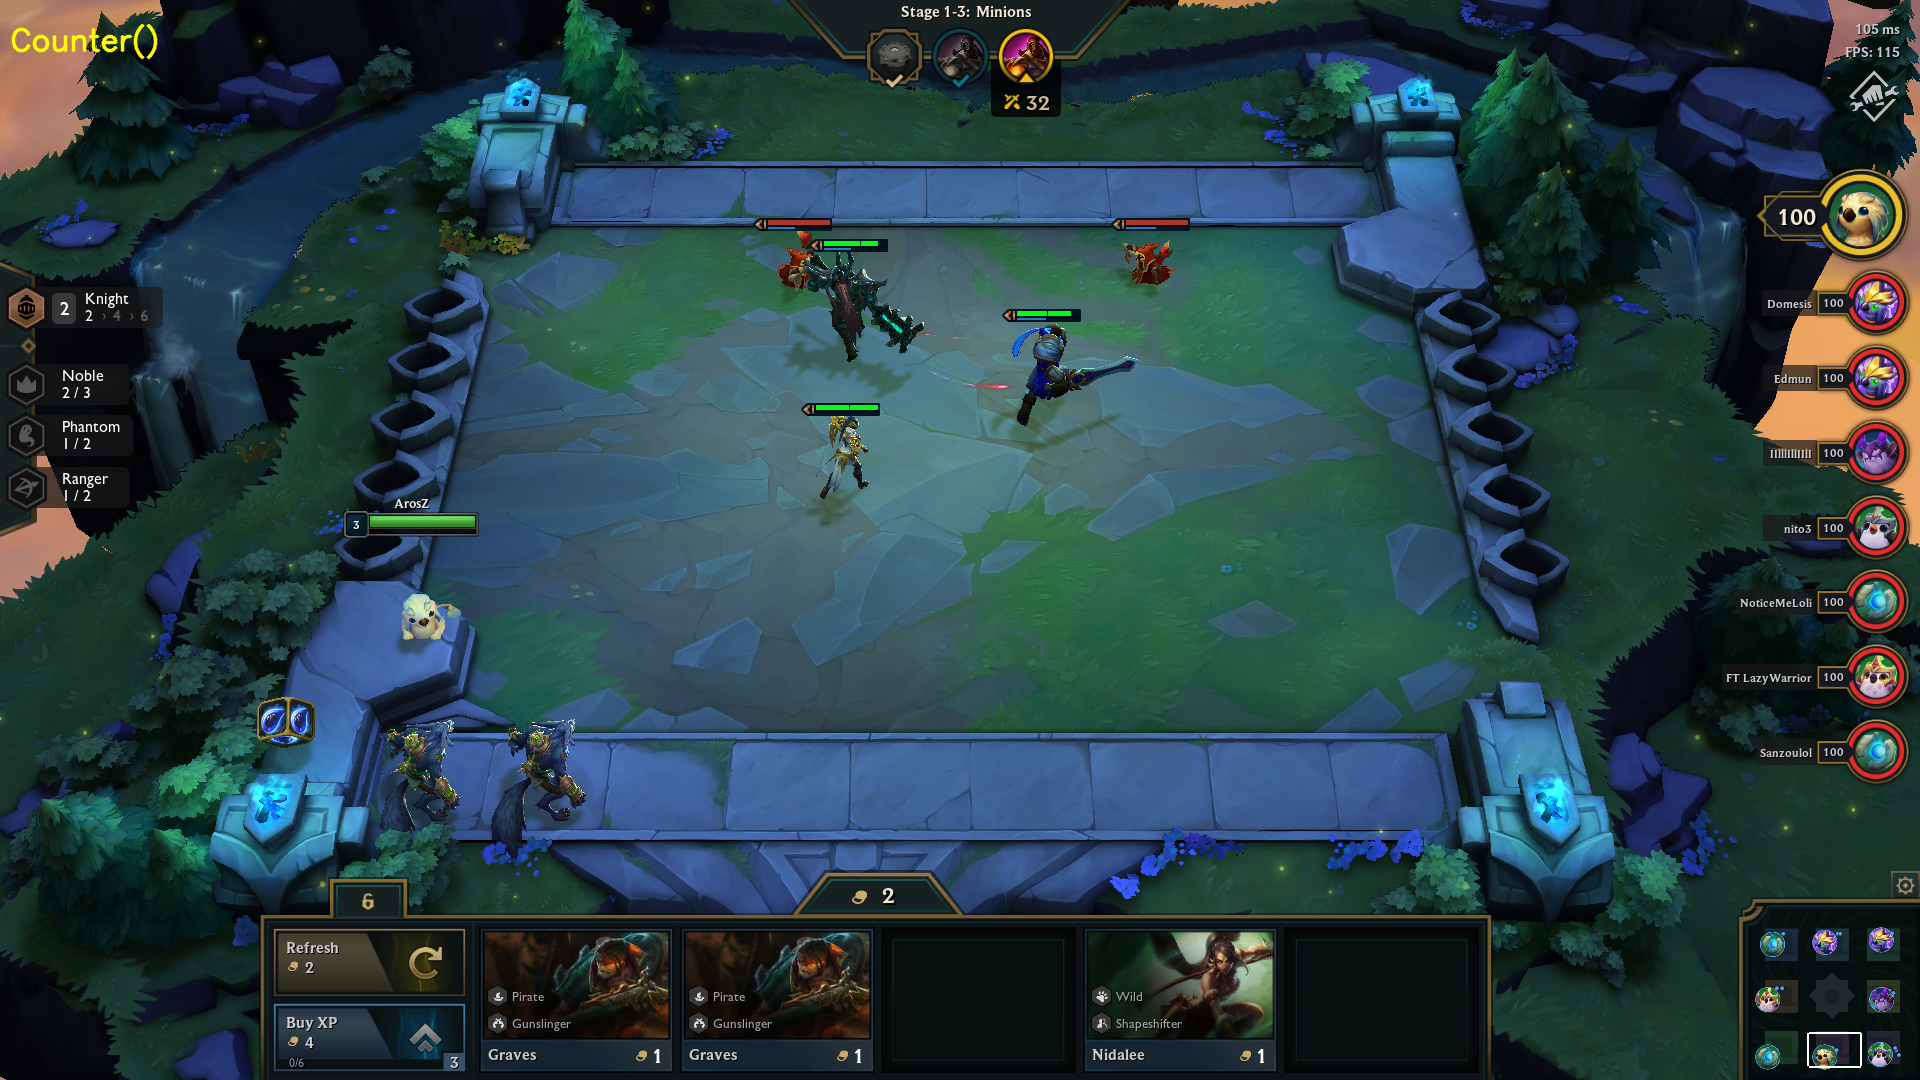 Stage 1-3: Minions
Counter()
105 ms
FPS: 115
32
100
Knight
2
2 › 4 › 6
Domesis 100
Noble
2 / 3
Edmun 100
Phantom
1 / 2
100
Ranger
1 / 2
ArosZ
3
nito3 100
NoticeMeLoli 100
FT LazyWarrior 100
Sanzoulol 100
6
2
Refresh
2
Buy XP
4
0/6
3
Pirate
Gunslinger
Graves 1
Pirate
Gunslinger
Graves 1
Wild
Shapeshifter
Nidalee 1